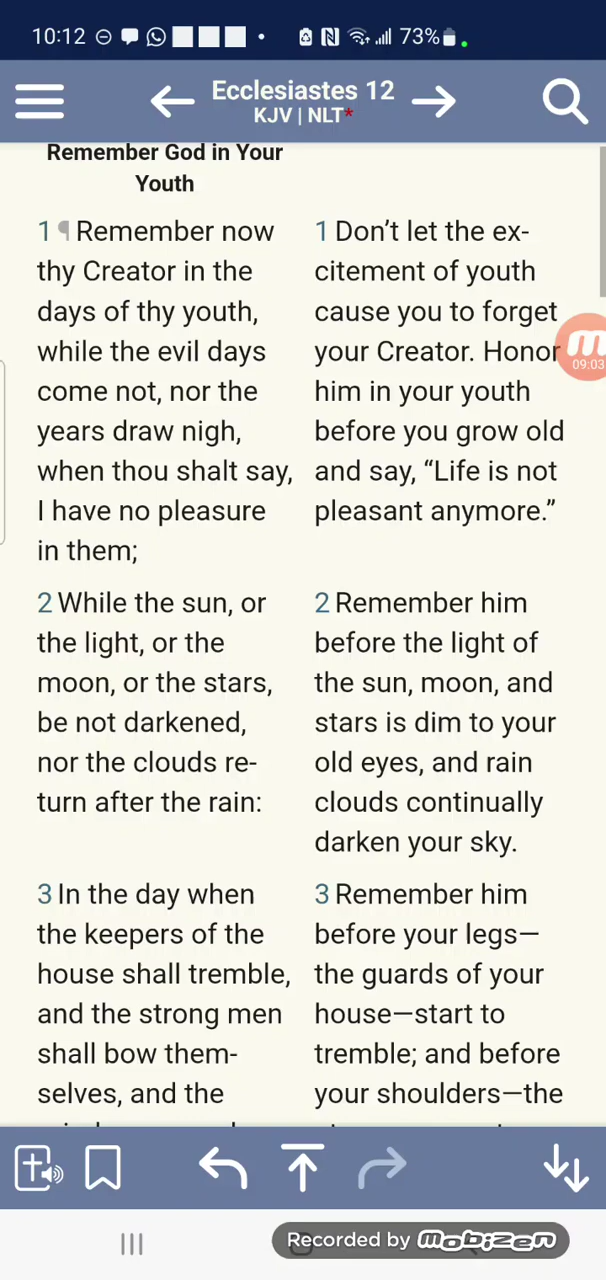 10:12
73%
Ecclesiastes 12
KJV | NLT*
Remember God in Your
Youth
1 ¶ Remember now
thy Creator in the
days of thy youth,
while the evil days
come not, nor the
years draw nigh,
when thou shalt say,
I have no pleasure
in them;
2 While the sun, or
the light, or the
moon, or the stars,
be not darkened,
nor the clouds re-
turn after the rain:
3 In the day when
the keepers of the
house shall tremble,
and the strong men
shall bow them-
selves, and the
1 Don’t let the ex-
citement of youth
cause you to forget
your Creator. Honor
him in your youth
before you grow old
and say, “Life is not
pleasant anymore.”
2 Remember him
before the light of
the sun, moon, and
stars is dim to your
old eyes, and rain
clouds continually
darken your sky.
3 Remember him
before your legs—
the guards of your
house—start to
tremble; and before
your shoulders—the
m
09:03
Recorded by mobizen